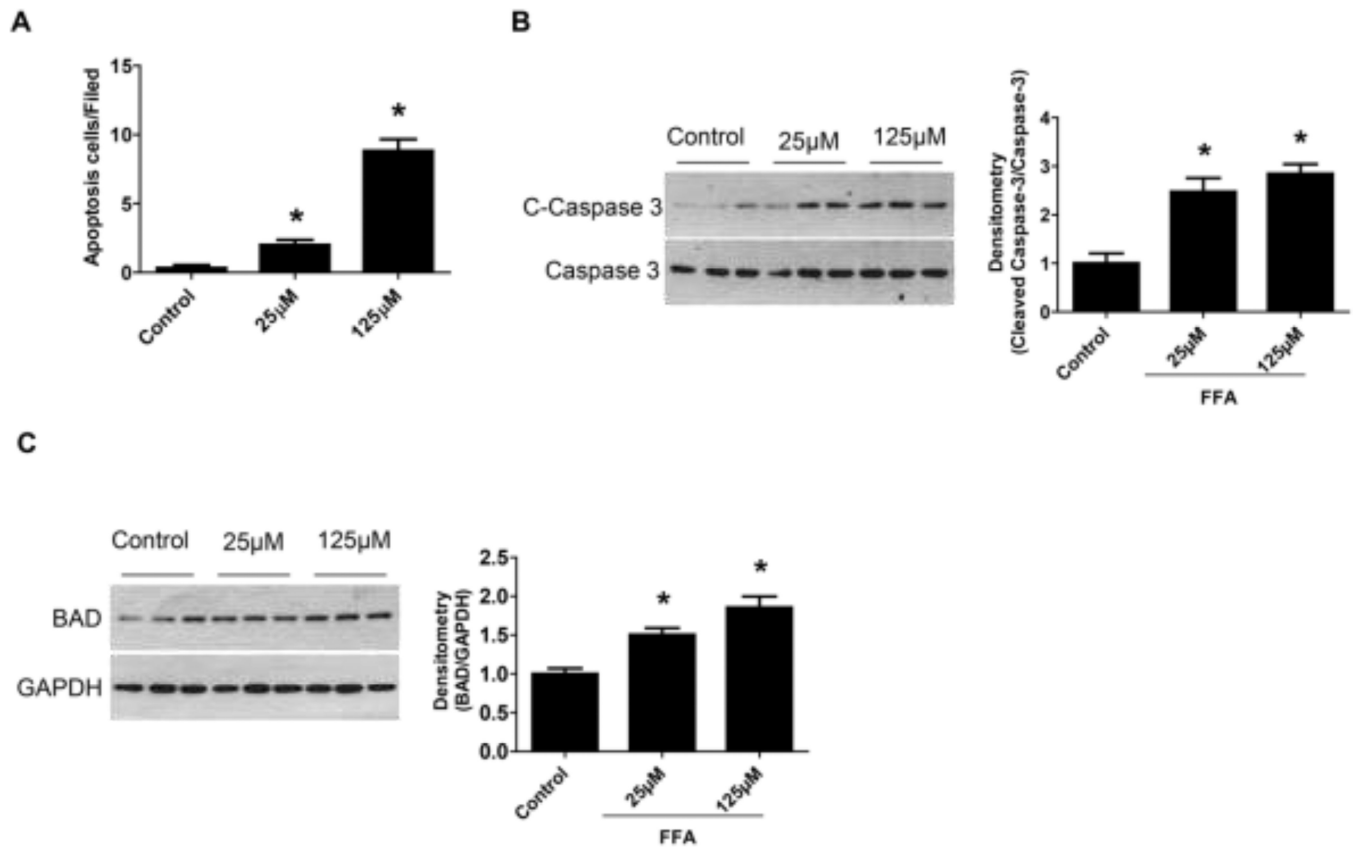 A
Apoptosis cells/Filed
15
10
5
0
*
*
Control
25µM
125µM
B
Control
25µM
125µM
C-Caspase 3
Caspase 3
Densitometry
(Cleaved Caspase-3/Caspase-3)
4
3
2
1
0
*
*
Control
25µM
125µM
FFA
C
Control
25µM
125µM
BAD
GAPDH
Densitometry
(BAD/GAPDH)
2.5
2.0
1.5
1.0
0.5
0.0
*
*
Control
25µM
125µM
FFA